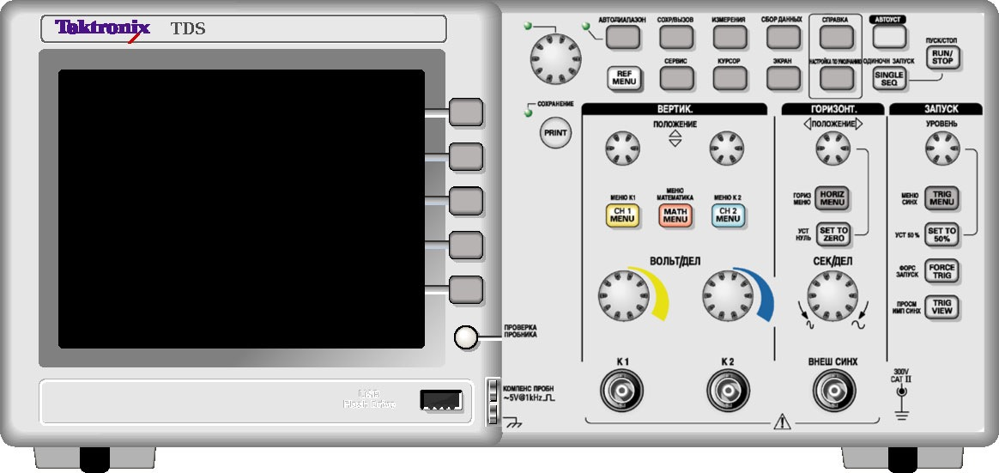 Tektronix TDS
АВТОДИАПАЗОН
СОХР/ВЫЗОВ
ИЗМЕРЕНИЯ
СБОР ДАННЫХ
СПРАВКА
АВТОУСТ
ПУСК/СТОП
RUN/
STOP
REF
MENU
СЕРВИС
КУРСОР
ЭКРАН
НАСТРОЙКА ПО УМОЛЧАНИЮ
ОДИНОЧН ЗАПУСК
SINGLE
SEQ
СОХРАНЕНИЕ
PRINT
ВЕРТИК.
ГОРИЗОНТ.
ЗАПУСК
ПОЛОЖЕНИЕ
ПОЛОЖЕНИЕ
УРОВЕНЬ
МЕНЮ К1
CH 1
MENU
МЕНЮ
МАТЕМАТИКА
MATH
MENU
МЕНЮ К 2
CH 2
MENU
ГОРИЗ
МЕНЮ
HORIZ
MENU
МЕНЮ
СИНХ
TRIG
MENU
УСТ
НУЛЬ
SET TO
ZERO
УСТ 50 %
SET TO
50%
ВОЛЬТ/ДЕЛ
СЕК/ДЕЛ
ФОРС
ЗАПУСК
FORCE
TRIG
ПРОСМ
ИМП СИНХ
TRIG
VIEW
ПРОВЕРКА
ПРОБНИКА
К 1
К 2
ВНЕШ СИНХ
300V
CAT II
USB
Flash Drive
КОМПЕНС ПРОБН
~5V@1kHz